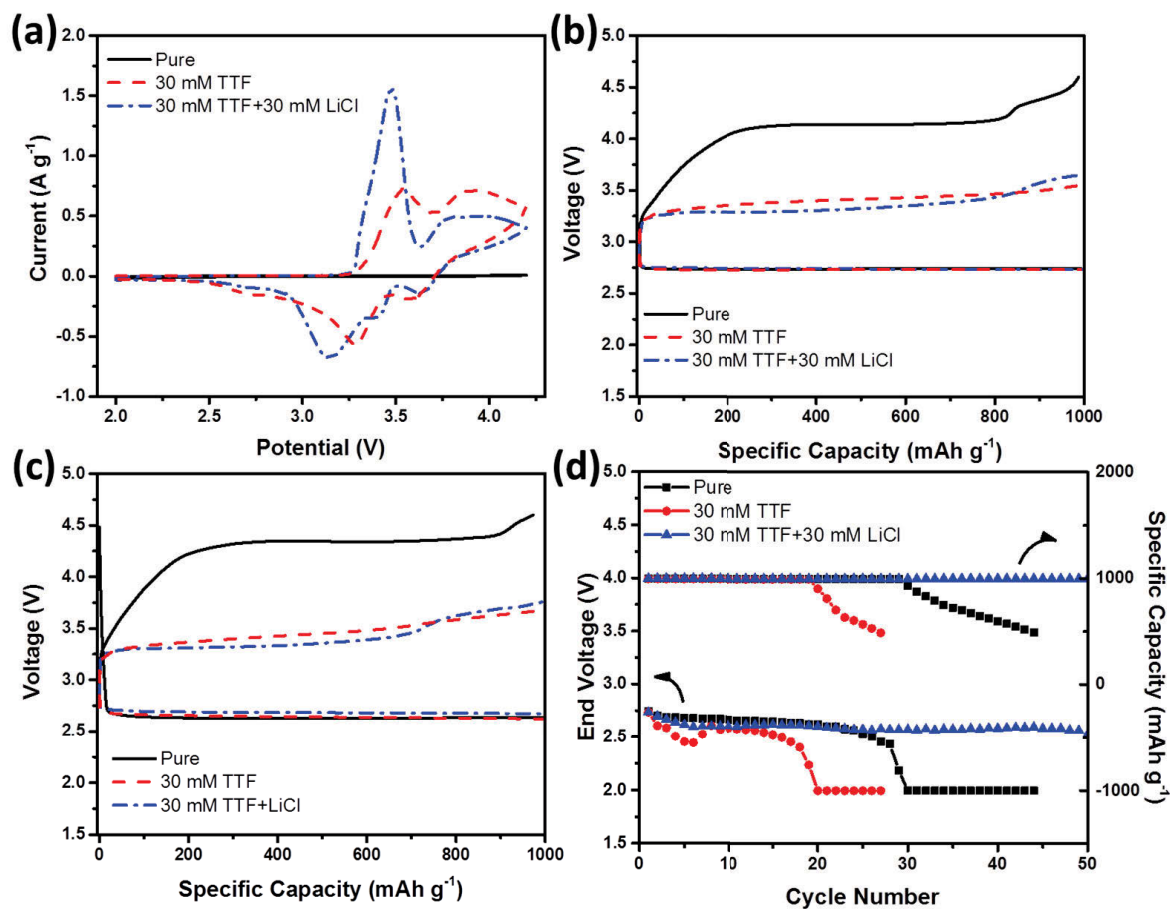 (a)
Pure
30 mM TTF
30 mM TTF+30 mM LiCl
Current (A g⁻¹)
2.0
1.5
1.0
0.5
0.0
-0.5
-1.0
2.0 2.5 3.0 3.5 4.0
Potential (V)
(b)
Voltage (V)
5.0
4.5
4.0
3.5
3.0
2.5
2.0
1.5
Pure
30 mM TTF
30 mM TTF+30 mM LiCl
0 200 400 600 800 1000
Specific Capacity (mAh g⁻¹)
(c)
Voltage (V)
5.0
4.5
4.0
3.5
3.0
2.5
2.0
1.5
Pure
30 mM TTF
30 mM TTF+LiCl
0 200 400 600 800 1000
Specific Capacity (mAh g⁻¹)
(d)
Pure
30 mM TTF
30 mM TTF+30 mM LiCl
End Voltage (V)
5.0
4.5
4.0
3.5
3.0
2.5
2.0
1.5
0 10 20 30 40 50
Cycle Number
2000
1000
0
-1000
Specific Capacity (mAh g⁻¹)